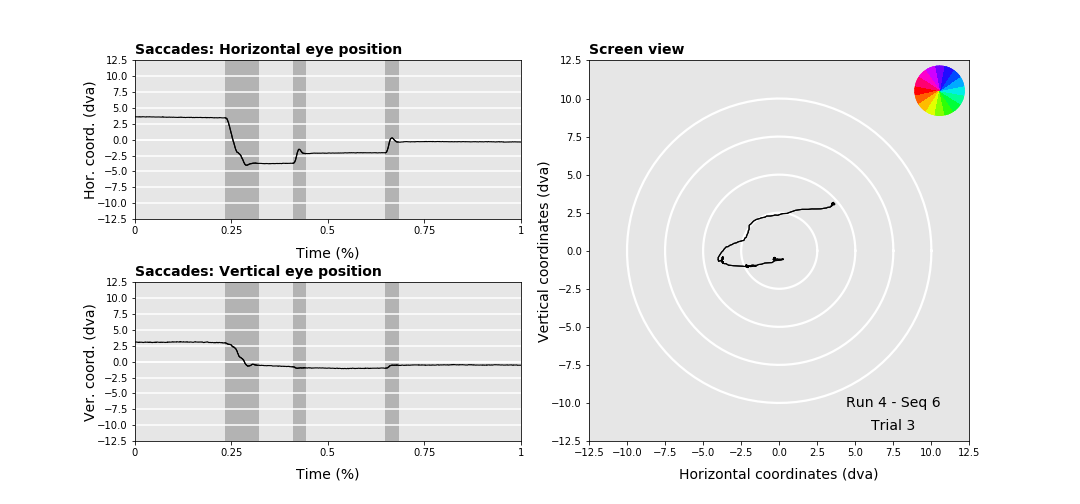 Saccades: Horizontal eye position
Hor. coord. (dva)
12.5
10.0
7.5
5.0
2.5
0.0
−2.5
−5.0
−7.5
−10.0
−12.5
0 0.25 0.5 0.75 1
Time (%)
Saccades: Vertical eye position
Ver. coord. (dva)
12.5
10.0
7.5
5.0
2.5
0.0
−2.5
−5.0
−7.5
−10.0
−12.5
0 0.25 0.5 0.75 1
Time (%)
Screen view
Vertical coordinates (dva)
12.5
10.0
7.5
5.0
2.5
0.0
−2.5
−5.0
−7.5
−10.0
−12.5
Run 4 - Seq 6
Trial 3
−12.5 −10.0 −7.5 −5.0 −2.5 0.0 2.5 5.0 7.5 10.0 12.5
Horizontal coordinates (dva)